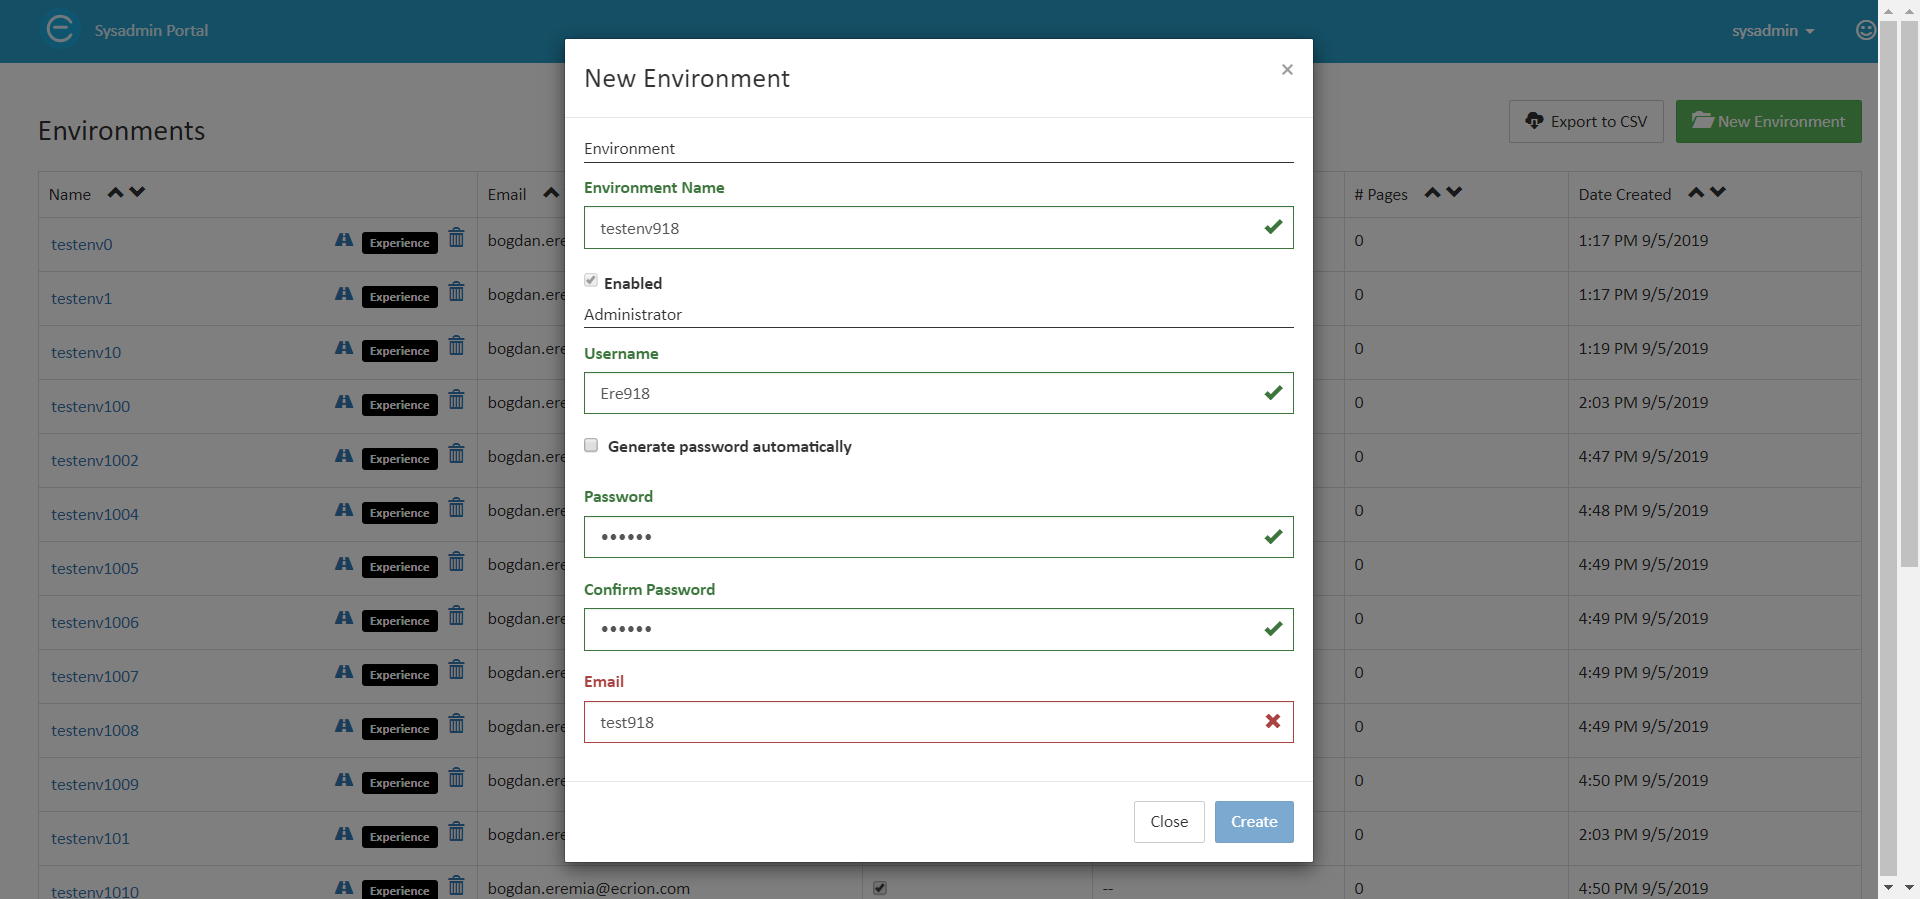 Sysadmin Portal
sysadmin
Environments
Export to CSV
New Environment
Name
Email
# Pages
Date Created
testenv0 Experience bogdan.ere 0 1:17 PM 9/5/2019
testenv1 Experience bogdan.ere 0 1:17 PM 9/5/2019
testenv10 Experience bogdan.ere 0 1:19 PM 9/5/2019
testenv100 Experience bogdan.ere 0 2:03 PM 9/5/2019
testenv1002 Experience bogdan.ere 0 4:47 PM 9/5/2019
testenv1004 Experience bogdan.ere 0 4:48 PM 9/5/2019
testenv1005 Experience bogdan.ere 0 4:49 PM 9/5/2019
testenv1006 Experience bogdan.ere 0 4:49 PM 9/5/2019
testenv1007 Experience bogdan.ere 0 4:49 PM 9/5/2019
testenv1008 Experience bogdan.ere 0 4:49 PM 9/5/2019
testenv1009 Experience bogdan.ere 0 4:50 PM 9/5/2019
testenv101 Experience bogdan.ere 0 2:03 PM 9/5/2019
testenv1010 Experience bogdan.eremia@ecrion.com -- 0 4:50 PM 9/5/2019
New Environment
×
Environment
Environment Name
testenv918
Enabled
Administrator
Username
Ere918
Generate password automatically
Password
••••••
Confirm Password
••••••
Email
test918
Close
Create